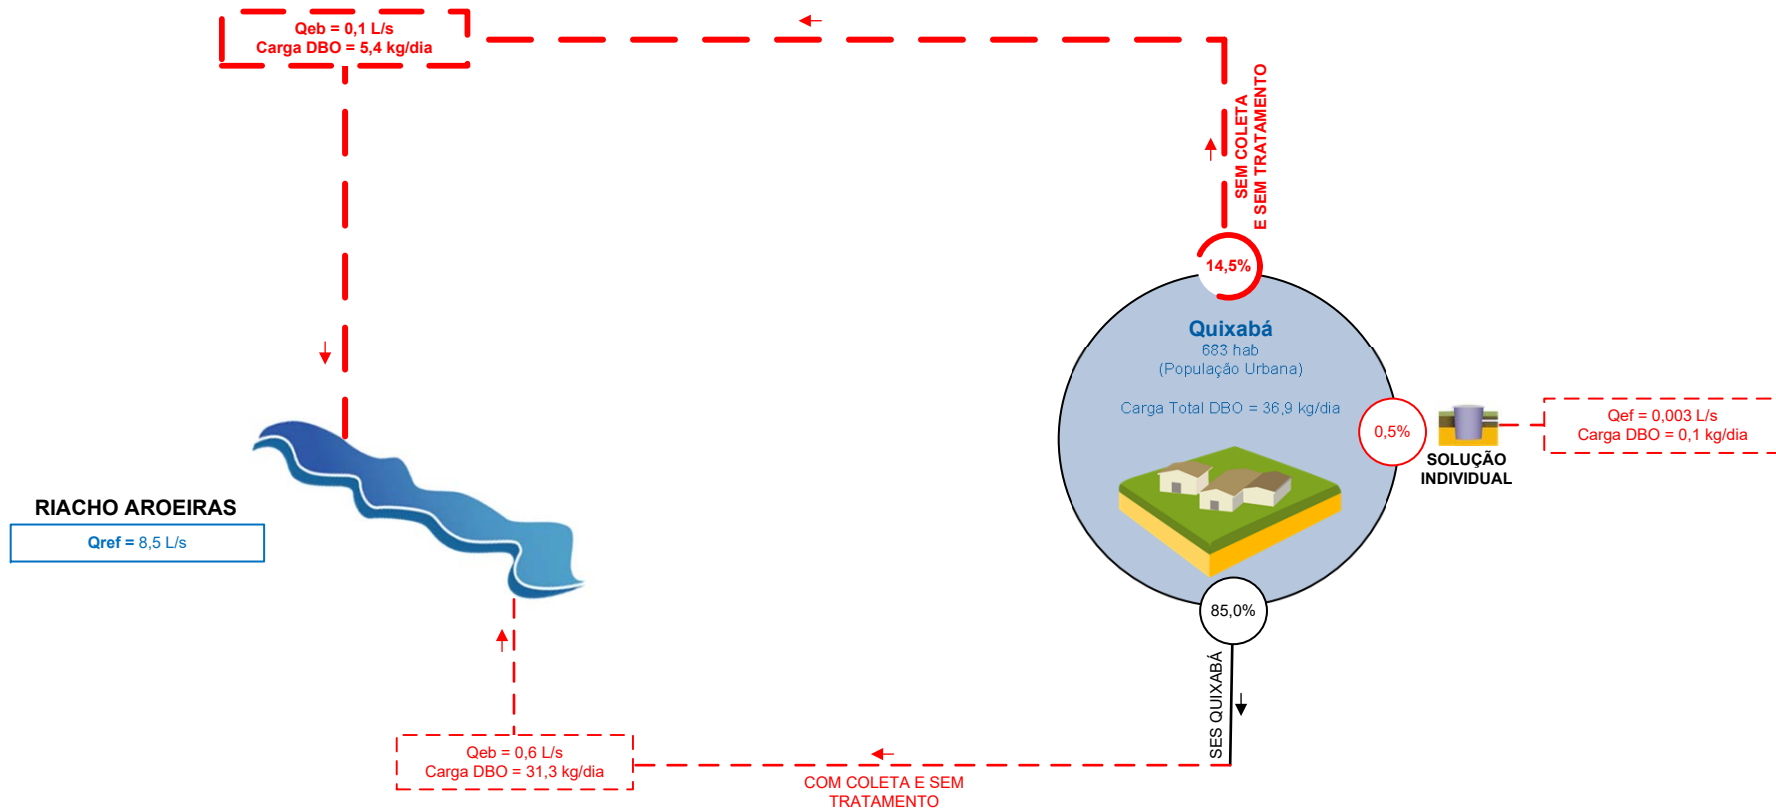 Qeb = 0,1 L/s
Carga DBO = 5,4 kg/dia
SEM COLETA
E SEM TRATAMENTO
14,5%
Quixabá
683 hab
(População Urbana)
Carga Total DBO = 36,9 kg/dia
0,5%
SOLUÇÃO
INDIVIDUAL
Qef = 0,003 L/s
Carga DBO = 0,1 kg/dia
RIACHO AROEIRAS
Qref = 8,5 L/s
85,0%
SES QUIXABÁ
Qeb = 0,6 L/s
Carga DBO = 31,3 kg/dia
COM COLETA E SEM
TRATAMENTO